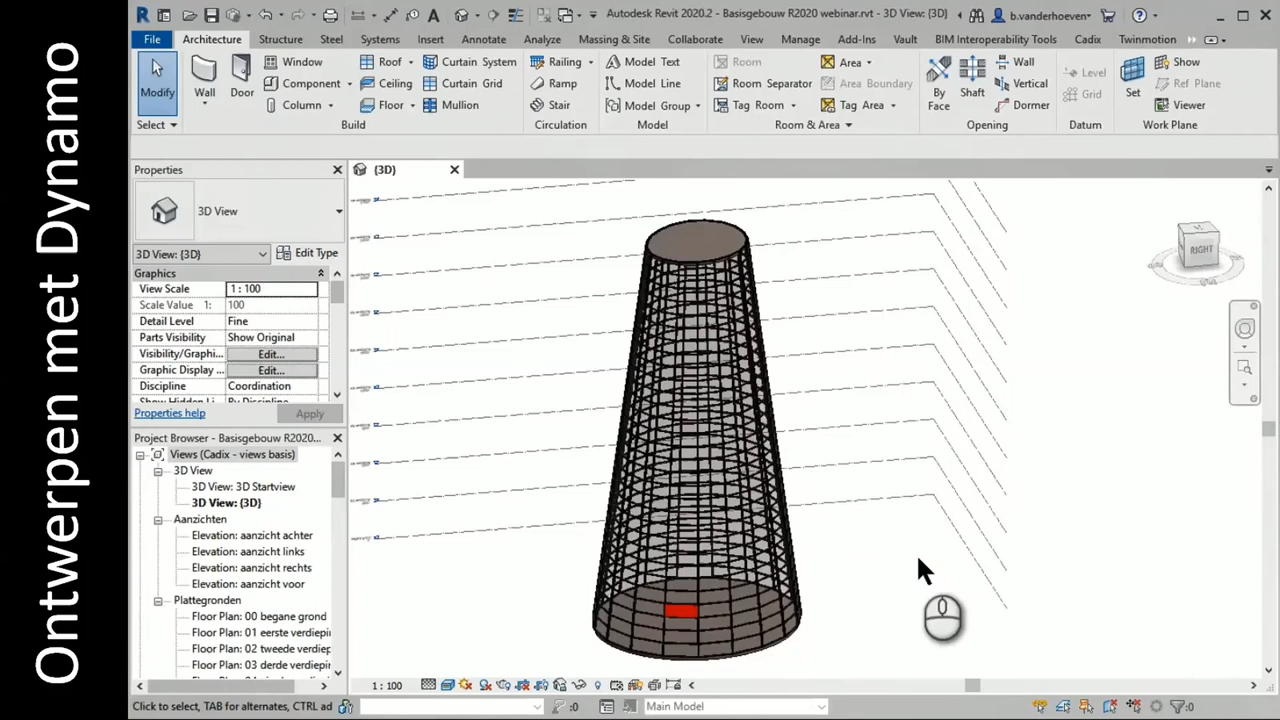 Ontwerpen met Dynamo
Autodesk Revit 2020.2 - Basisgebouw R2020 webinar.rvt - 3D View: {3D}
b.vanderhoeven
File Architecture Structure Steel Systems Insert Annotate Analyze Massing & Site Collaborate View Manage Add-Ins Vault BIM Interoperability Tools Cadix Twinmotion
Modify
Wall
Door
Window
Component
Column
Roof
Ceiling
Floor
Curtain System
Curtain Grid
Mullion
Railing
Ramp
Stair
Model Text
Model Line
Model Group
Room
Room Separator
Tag Room
Area
Area Boundary
Tag Area
By Face
Shaft
Wall
Vertical
Dormer
Level
Grid
Set
Show
Ref Plane
Viewer
Select Build Circulation Model Room & Area Opening Datum Work Plane
Properties
{3D}
3D View
3D View: {3D}
Edit Type
Graphics
View Scale 1 : 100
Scale Value 1: 100
Detail Level Fine
Parts Visibility Show Original
Visibility/Graphi... Edit...
Graphic Display ... Edit...
Discipline Coordination
Properties help Apply
Project Browser - Basisgebouw R2020...
Views (Cadix - views basis)
3D View
3D View: 3D Startview
3D View: {3D}
Aanzichten
Elevation: aanzicht achter
Elevation: aanzicht links
Elevation: aanzicht rechts
Elevation: aanzicht voor
Plattegronden
Floor Plan: 00 begane grond
Floor Plan: 01 eerste verdiepi
Floor Plan: 02 tweede verdiep
Floor Plan: 03 derde verdiepi
RIGHT
1 : 100
Click to select, TAB for alternates, CTRL ad
:0
Main Model
:0